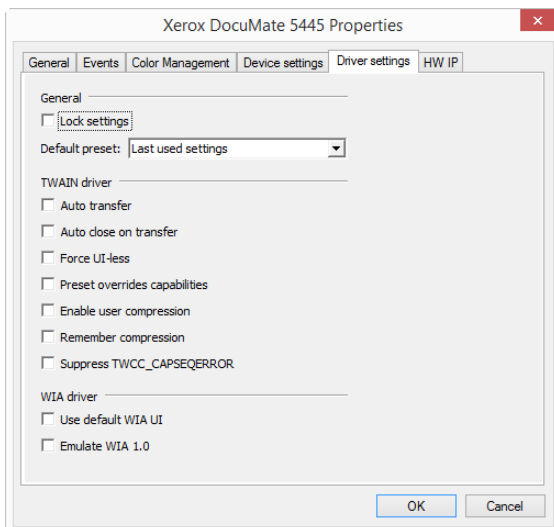 Xerox DocuMate 5445 Properties
General Events Color Management Device settings Driver settings HW IP
General
Lock settings
Default preset: Last used settings
TWAIN driver
Auto transfer
Auto close on transfer
Force UI-less
Preset overrides capabilities
Enable user compression
Remember compression
Suppress TWCC_CAPSEQERROR
WIA driver
Use default WIA UI
Emulate WIA 1.0
OK Cancel